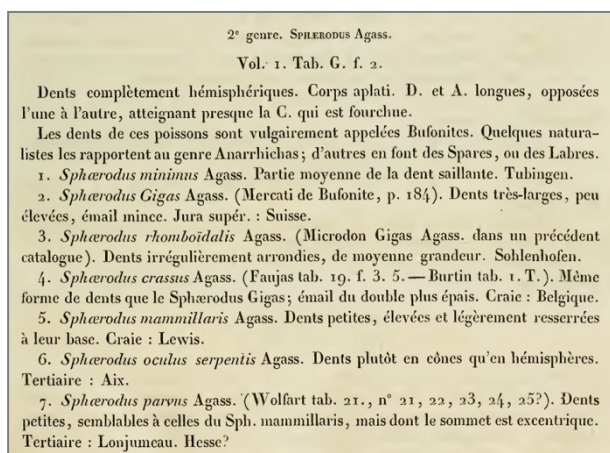 2e genre. SPHÆRODUS Agass.
Vol. 1. Tab. G. f. 2.
Dents complètement hémisphériques. Corps aplati. D. et A. longues, opposées
l'une à l'autre, atteignant presque la C. qui est fourchue.
Les dents de ces poissons sont vulgairement appelées Bufonites. Quelques natura-
listes les rapportent au genre Anarrhichas; d'autres en font des Spares, ou des Labres.
1. Sphærodus minimus Agass. Partie moyenne de la dent saillante. Tubingen.
2. Sphærodus Gigas Agass. (Mercati de Bufonite, p. 184). Dents très-larges, peu
élevées, émail mince. Jura supér. : Suisse.
3. Sphærodus rhomboïdalis Agass. (Microdon Gigas Agass. dans un précédent
catalogue). Dents irrégulièrement arrondies, de moyenne grandeur. Sohlenhofen.
4. Sphærodus crassus Agass. (Faujas tab. 19. f. 3. 5. — Burtin tab. 1. T.). Même
forme de dents que le Sphærodus Gigas; émail du double plus épais. Craie : Belgique.
5. Sphærodus mammillaris Agass. Dents petites, élevées et légèrement resserrées
à leur base. Craie : Lewis.
6. Sphærodus oculus serpentis Agass. Dents plutôt en cônes qu'en hémisphères.
Tertiaire : Aix.
7. Sphærodus parvus Agass. (Wolfart tab. 21., n° 21, 22, 23, 24, 25?). Dents
petites, semblables à celles du Sph. mammillaris, mais dont le sommet est excentrique.
Tertiaire : Lonjumeau. Hesse?